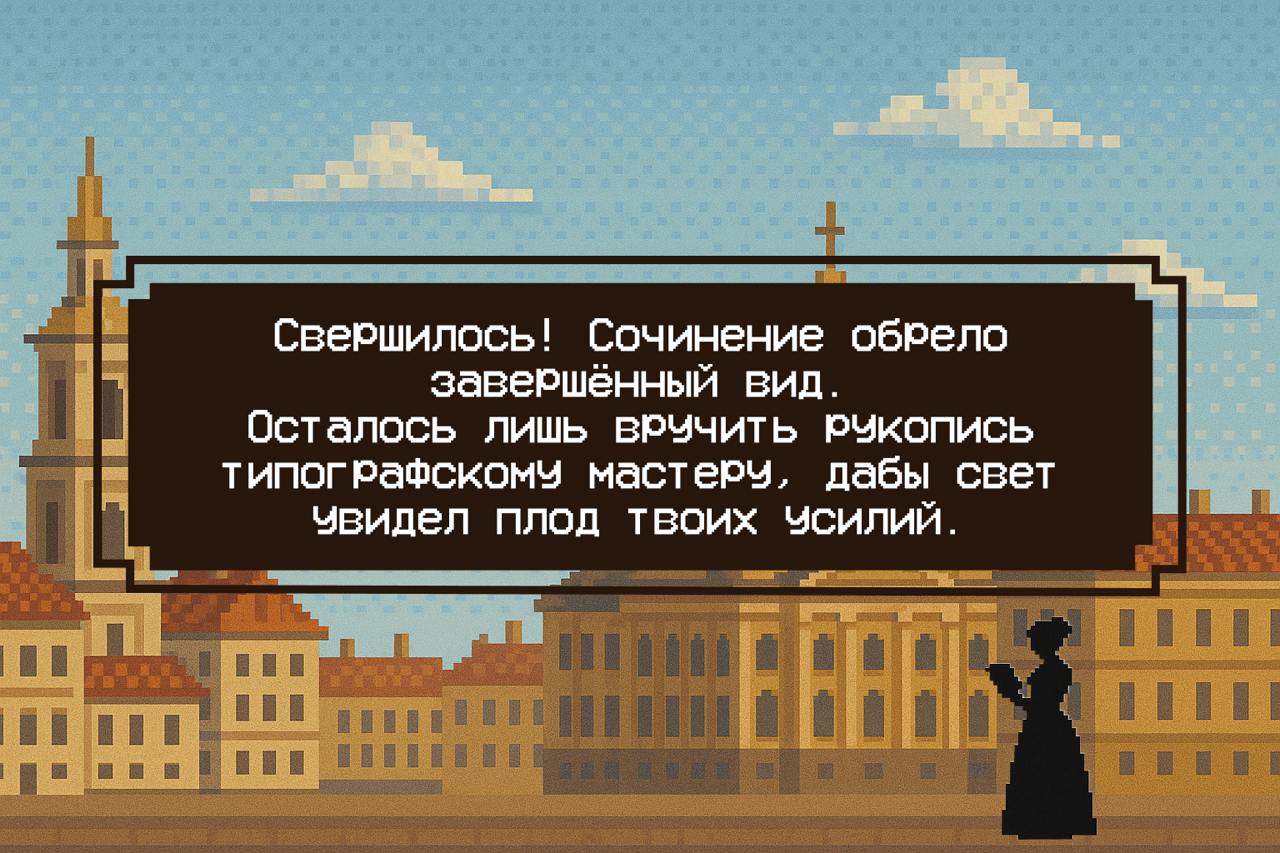 Свершилось! Сочинение обрело
завершённый вид.
Осталось лишь вручить рукопись
типографскому мастеру, дабы свет
увидел плод твоих усилий.